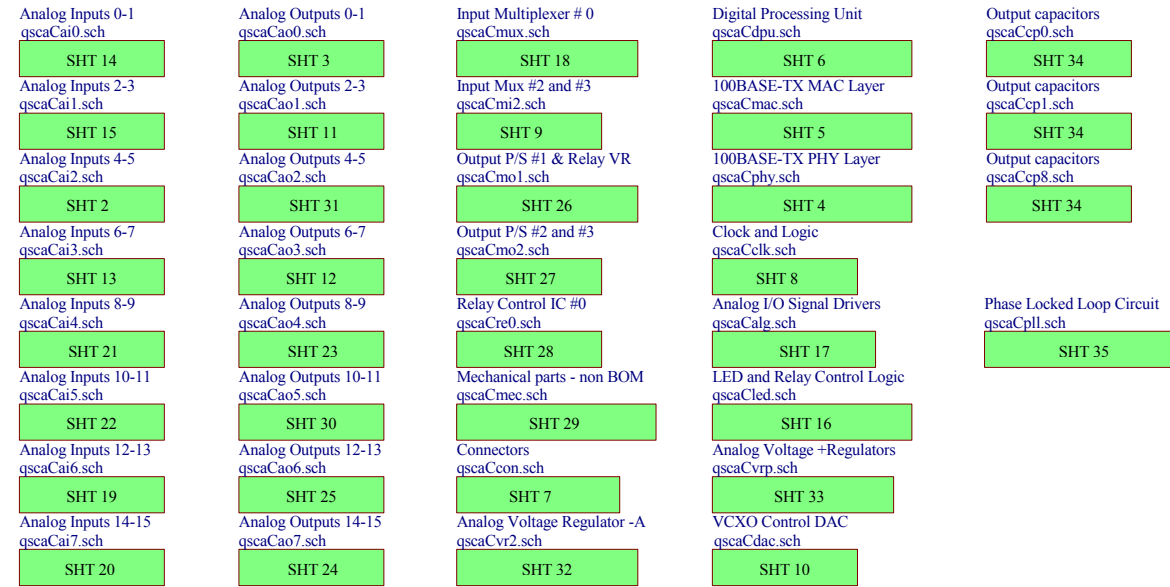 Analog Inputs 0-1
qscaCai0.sch
SHT 14
Analog Inputs 2-3
qscaCai1.sch
SHT 15
Analog Inputs 4-5
qscaCai2.sch
SHT 2
Analog Inputs 6-7
qscaCai3.sch
SHT 13
Analog Inputs 8-9
qscaCai4.sch
SHT 21
Analog Inputs 10-11
qscaCai5.sch
SHT 22
Analog Inputs 12-13
qscaCai6.sch
SHT 19
Analog Inputs 14-15
qscaCai7.sch
SHT 20
Analog Outputs 0-1
qscaCao0.sch
SHT 3
Analog Outputs 2-3
qscaCao1.sch
SHT 11
Analog Outputs 4-5
qscaCao2.sch
SHT 31
Analog Outputs 6-7
qscaCao3.sch
SHT 12
Analog Outputs 8-9
qscaCao4.sch
SHT 23
Analog Outputs 10-11
qscaCao5.sch
SHT 30
Analog Outputs 12-13
qscaCao6.sch
SHT 25
Analog Outputs 14-15
qscaCao7.sch
SHT 24
Input Multiplexer # 0
qscaCmux.sch
SHT 18
Input Mux #2 and #3
qscaCmi2.sch
SHT 9
Output P/S #1 & Relay VR
qscaCmo1.sch
SHT 26
Output P/S #2 and #3
qscaCmo2.sch
SHT 27
Relay Control IC #0
qscaCre0.sch
SHT 28
Mechanical parts - non BOM
qscaCmec.sch
SHT 29
Connectors
qscaCcon.sch
SHT 7
Analog Voltage Regulator -A
qscaCvr2.sch
SHT 32
Digital Processing Unit
qscaCdpu.sch
SHT 6
100BASE-TX MAC Layer
qscaCmac.sch
SHT 5
100BASE-TX PHY Layer
qscaCphy.sch
SHT 4
Clock and Logic
qscaCclk.sch
SHT 8
Analog I/O Signal Drivers
qscaCalg.sch
SHT 17
LED and Relay Control Logic
qscaCled.sch
SHT 16
Analog Voltage +Regulators
qscaCvrp.sch
SHT 33
VCXO Control DAC
qscaCdac.sch
SHT 10
Output capacitors
qscaCcp0.sch
SHT 34
Output capacitors
qscaCcp1.sch
SHT 34
Output capacitors
qscaCcp8.sch
SHT 34
Phase Locked Loop Circuit
qscaCpll.sch
SHT 35